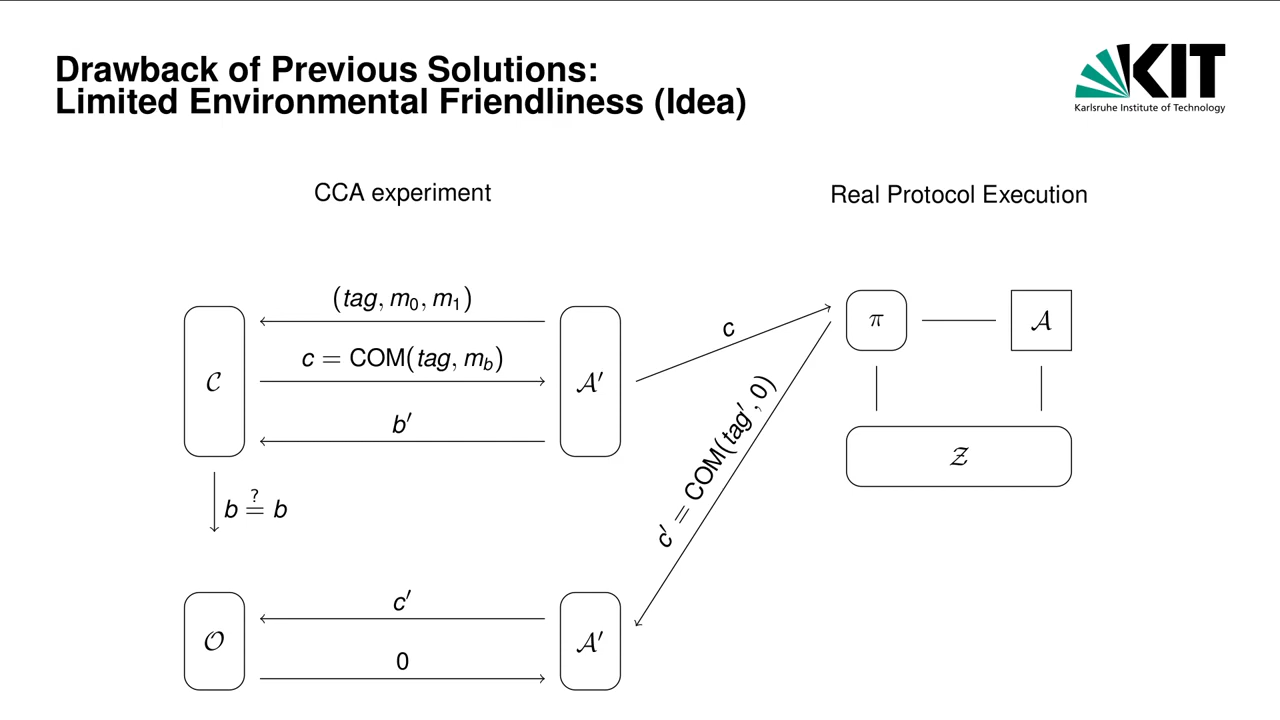 Drawback of Previous Solutions:
Limited Environmental Friendliness (Idea)
KIT
Karlsruhe Institute of Technology
CCA experiment
Real Protocol Execution
(tag, m₀, m₁)
c = COM(tag, m_b)
b′
𝒞
𝒜′
c
c′ = COM(tag′, 0)
π
𝒜
𝒵
b ≟ b
c′
0
𝒪
𝒜′